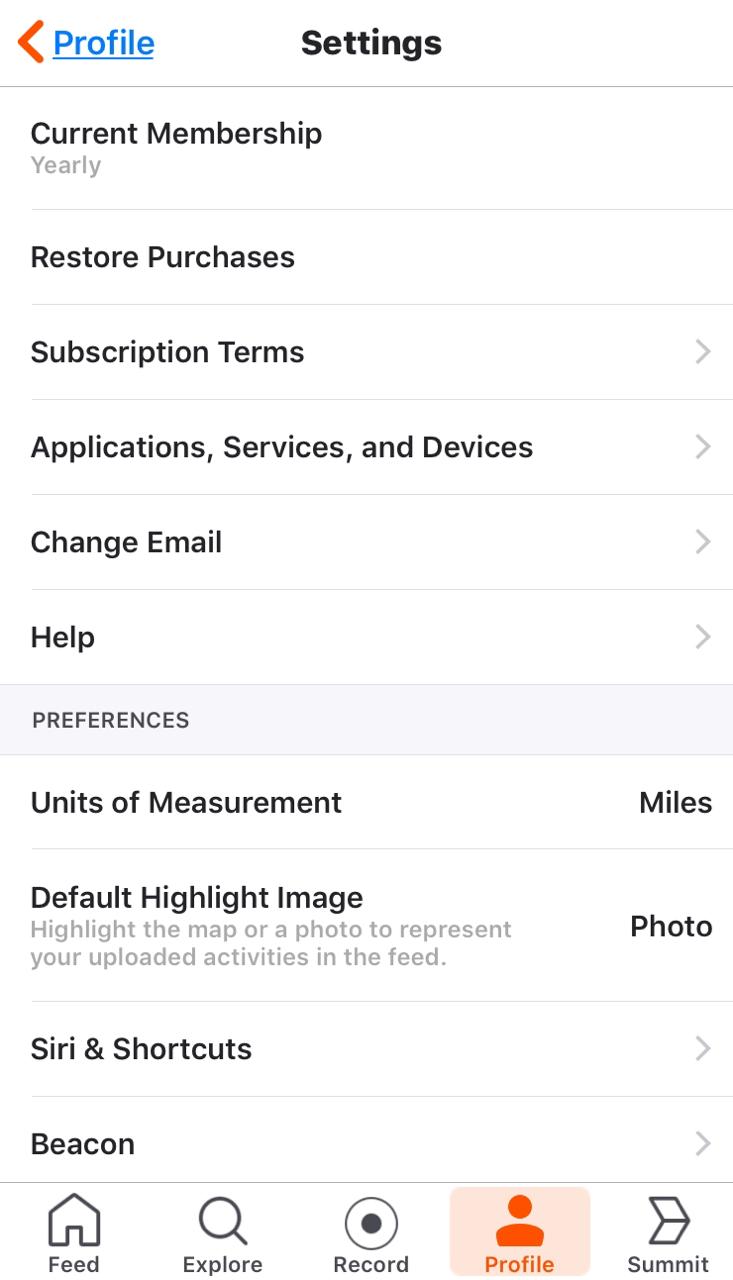 Profile
Settings
Current Membership
Yearly
Restore Purchases
Subscription Terms
Applications, Services, and Devices
Change Email
Help
PREFERENCES
Units of Measurement
Miles
Default Highlight Image
Highlight the map or a photo to represent
your uploaded activities in the feed.
Photo
Siri & Shortcuts
Beacon
Feed
Explore
Record
Profile
Summit